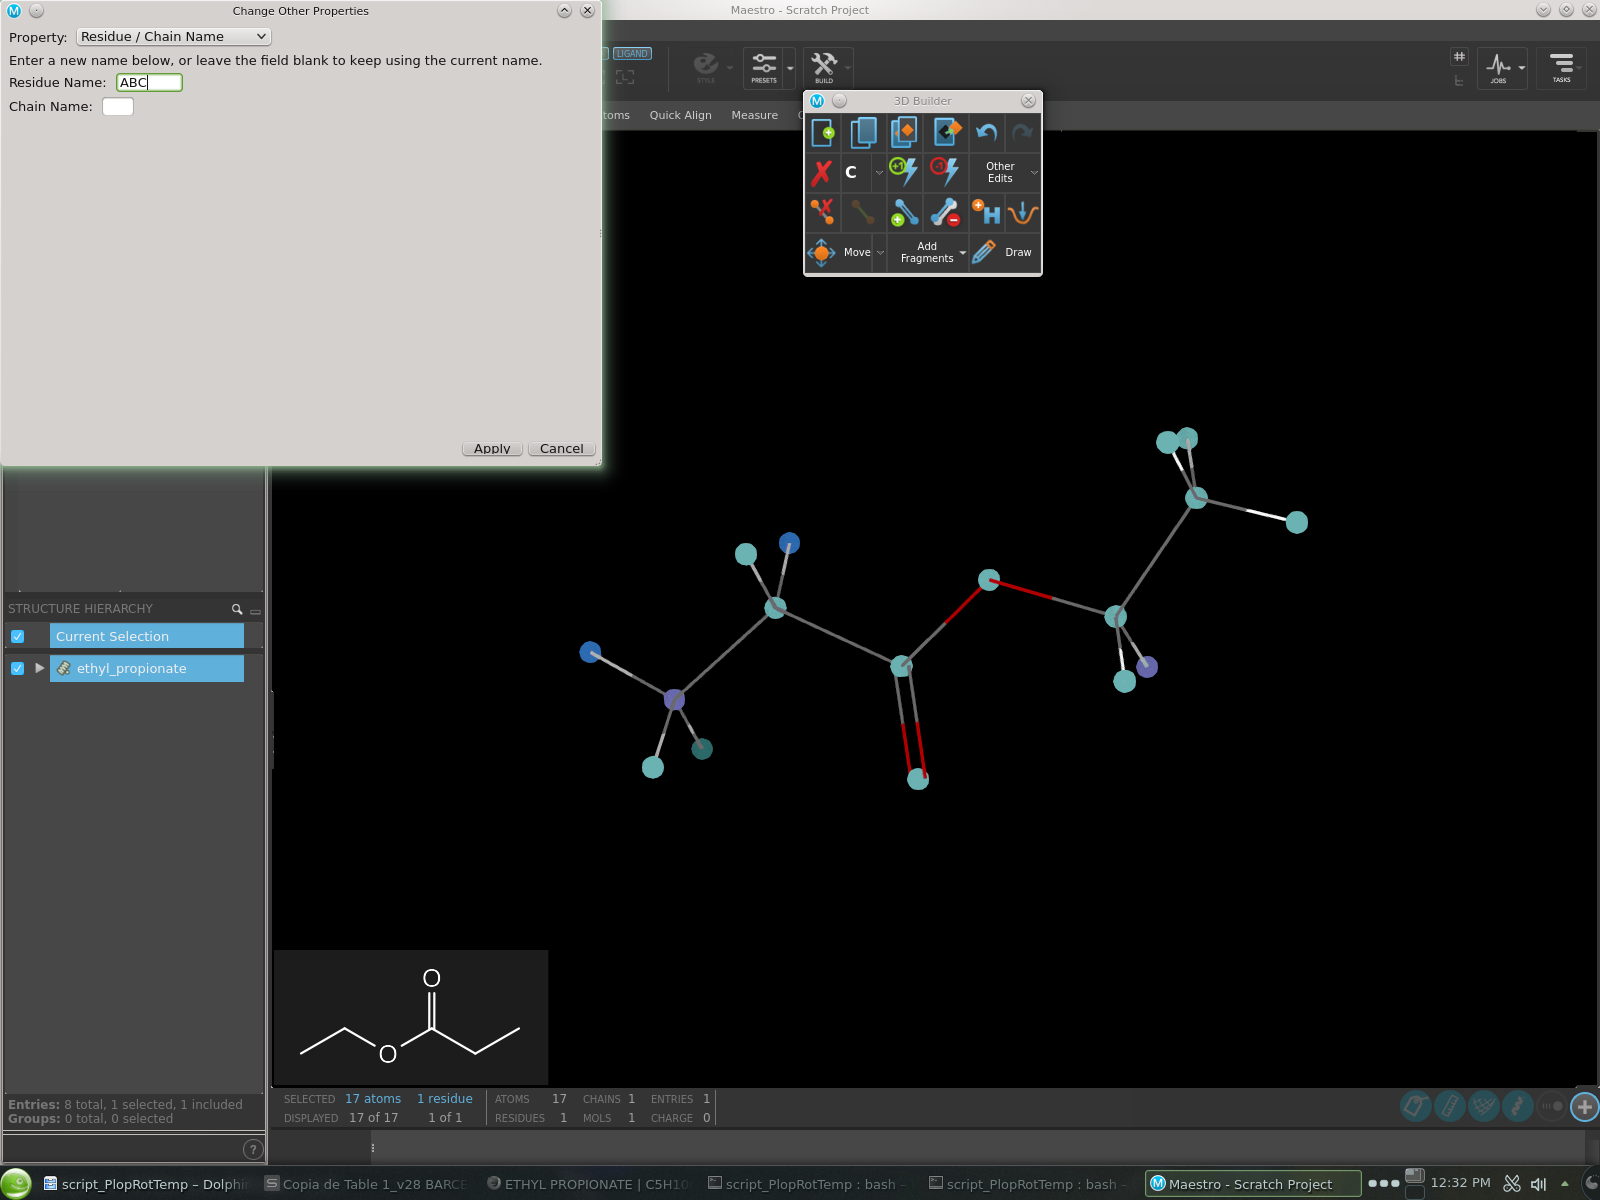 Change Other Properties
Maestro - Scratch Project
Property: Residue / Chain Name
Enter a new name below, or leave the field blank to keep using the current name.
Residue Name: ABC
Chain Name:
Apply Cancel
LIGAND
STYLE PRESETS BUILD JOBS TASKS
toms Quick Align Measure
3D Builder
C +1 -1 Other Edits
H
Move Add Fragments Draw
STRUCTURE HIERARCHY
Current Selection
ethyl_propionate
O
O
Entries: 8 total, 1 selected, 1 included
Groups: 0 total, 0 selected
SELECTED 17 atoms 1 residue ATOMS 17 CHAINS 1 ENTRIES 1
DISPLAYED 17 of 17 1 of 1 RESIDUES 1 MOLS 1 CHARGE 0
?
script_PlopRotTemp – Dolphi Copia de Table 1_v28 BARCE ETHYL PROPIONATE | C5H10 script_PlopRotTemp : bash – script_PlopRotTemp : bash – Maestro - Scratch Project 12:32 PM